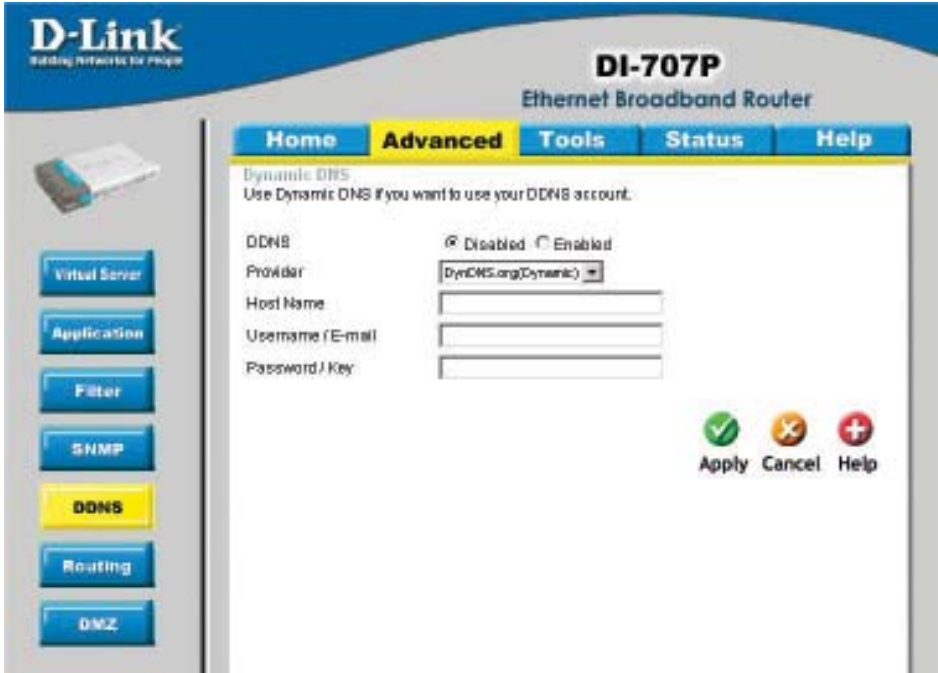 D-Link
Building Networks for People
DI-707P
Ethernet Broadband Router
Home Advanced Tools Status Help
Dynamic DNS
Use Dynamic DNS if you want to use your DDNS account.
DDNS Disabled Enabled
Provider DynDNS.org(Dynamic)
Host Name
Username / E-mail
Password / Key
Apply Cancel Help
Virtual Server
Application
Filter
SNMP
DDNS
Routing
DMZ